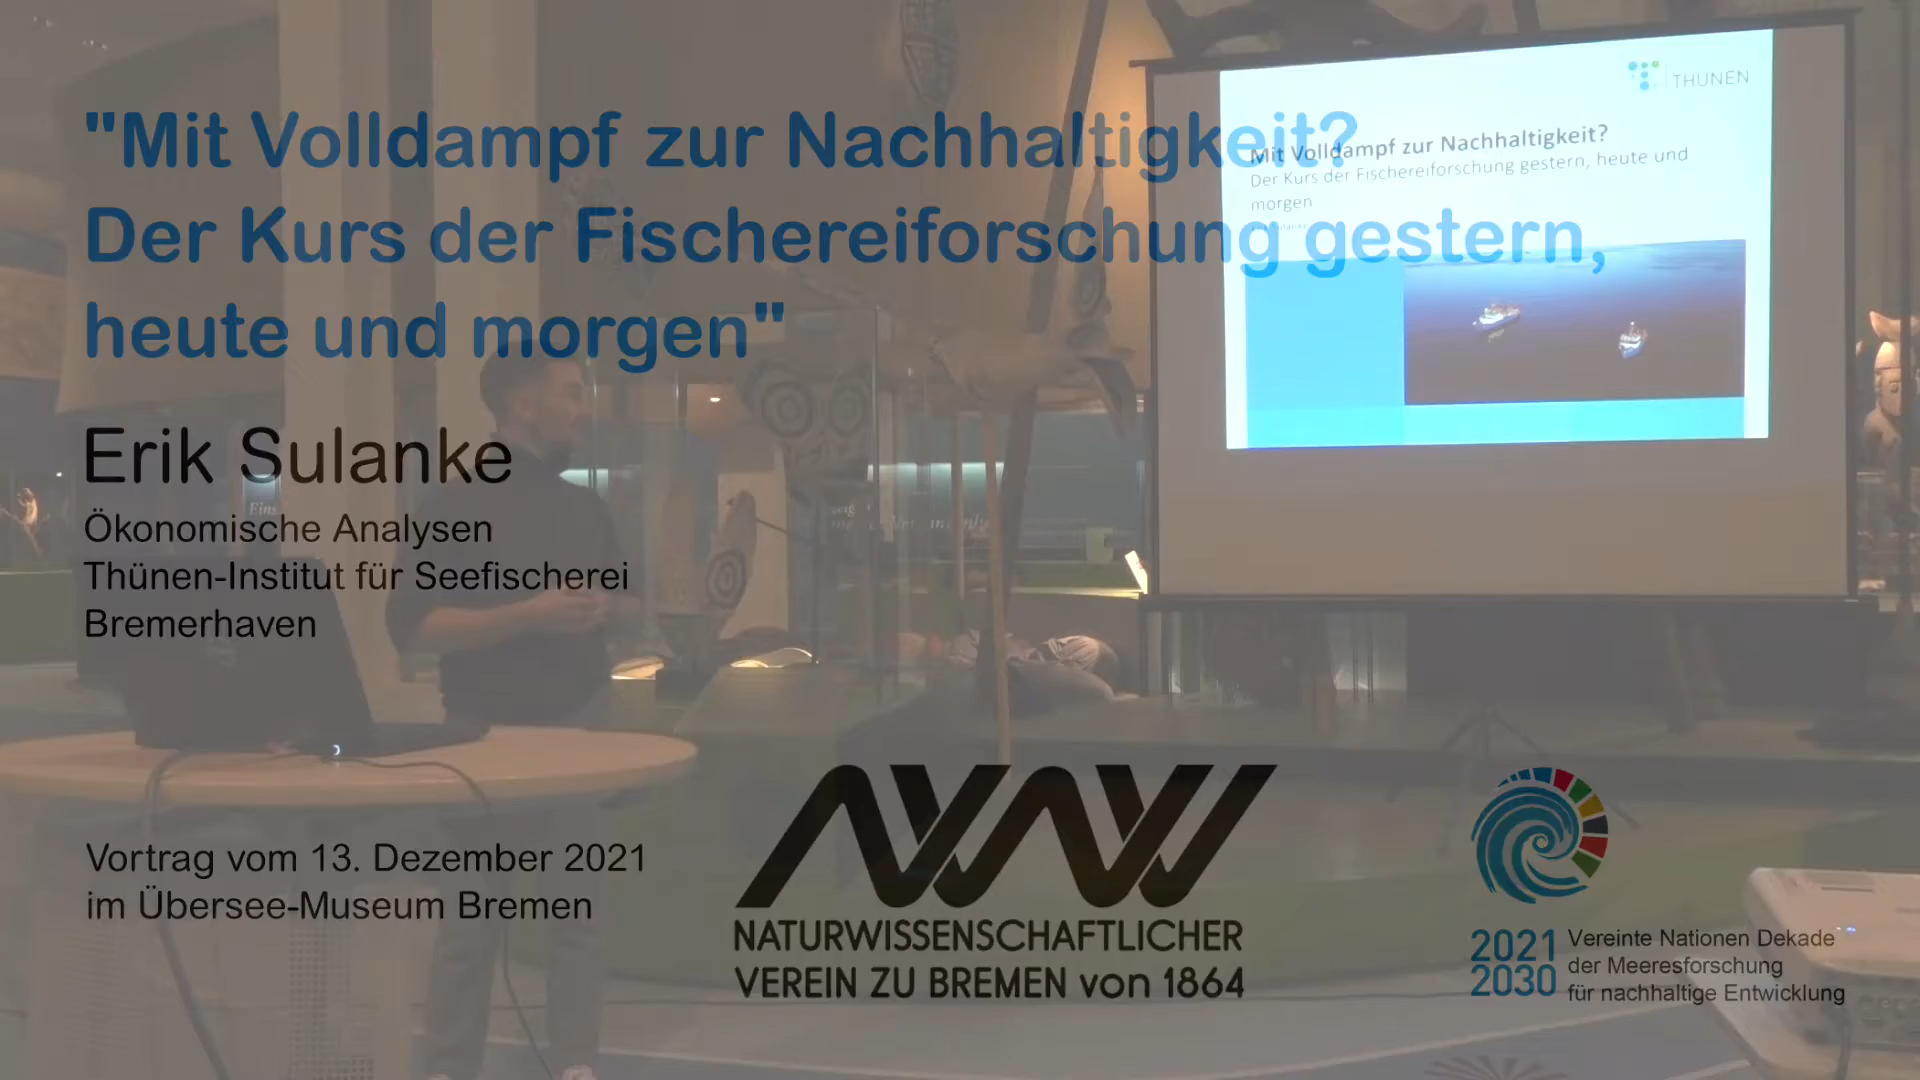 "Mit Volldampf zur Nachhaltigkeit?
Der Kurs der Fischereiforschung gestern,
heute und morgen"
Erik Sulanke
Ökonomische Analysen
Thünen-Institut für Seefischerei
Bremerhaven
Vortrag vom 13. Dezember 2021
im Übersee-Museum Bremen
THÜNEN
Mit Volldampf zur Nachhaltigkeit?
Der Kurs der Fischereiforschung gestern, heute und
morgen
NATURWISSENSCHAFTLICHER
VEREIN ZU BREMEN von 1864
2021
2030
Vereinte Nationen Dekade
der Meeresforschung
für nachhaltige Entwicklung